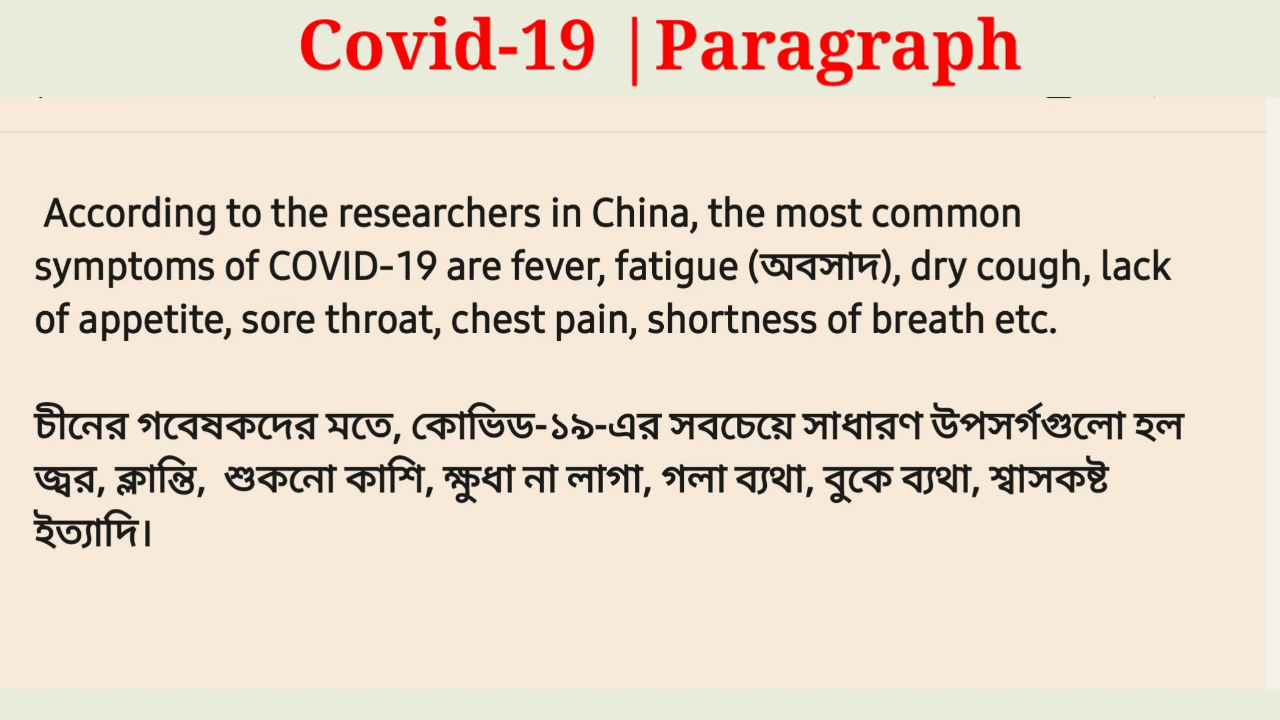 Covid-19 |Paragraph
According to the researchers in China, the most common
symptoms of COVID-19 are fever, fatigue (অবসাদ), dry cough, lack
of appetite, sore throat, chest pain, shortness of breath etc.
চীনের গবেষকদের মতে, কোভিড-১৯-এর সবচেয়ে সাধারণ উপসর্গগুলো হল
জ্বর, ক্লান্তি, শুকনো কাশি, ক্ষুধা না লাগা, গলা ব্যথা, বুকে ব্যথা, শ্বাসকষ্ট
ইত্যাদি।